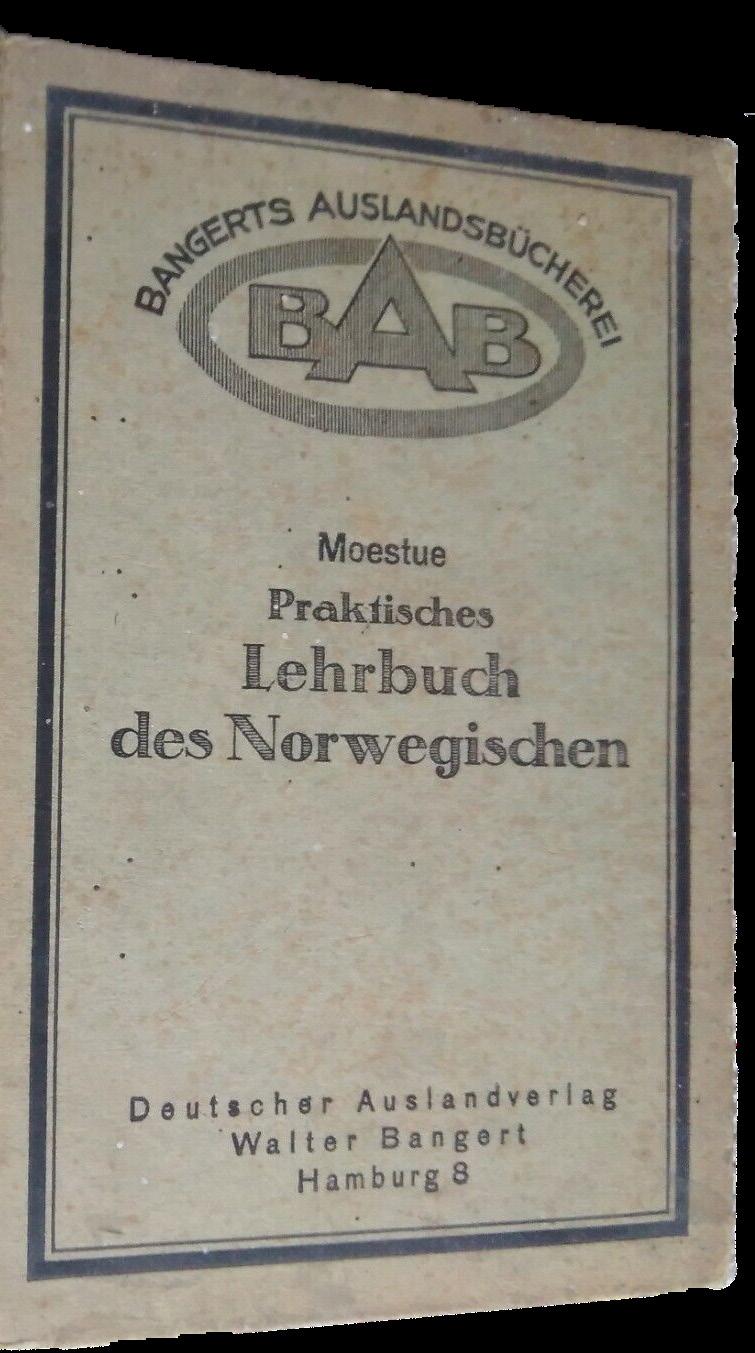 BANGERTS AUSLANDSBÜCHEREI
BAB
Moestue
Praktisches
Lehrbuch
des Norwegischen
Deutscher Auslandverlag
Walter Bangert
Hamburg 8